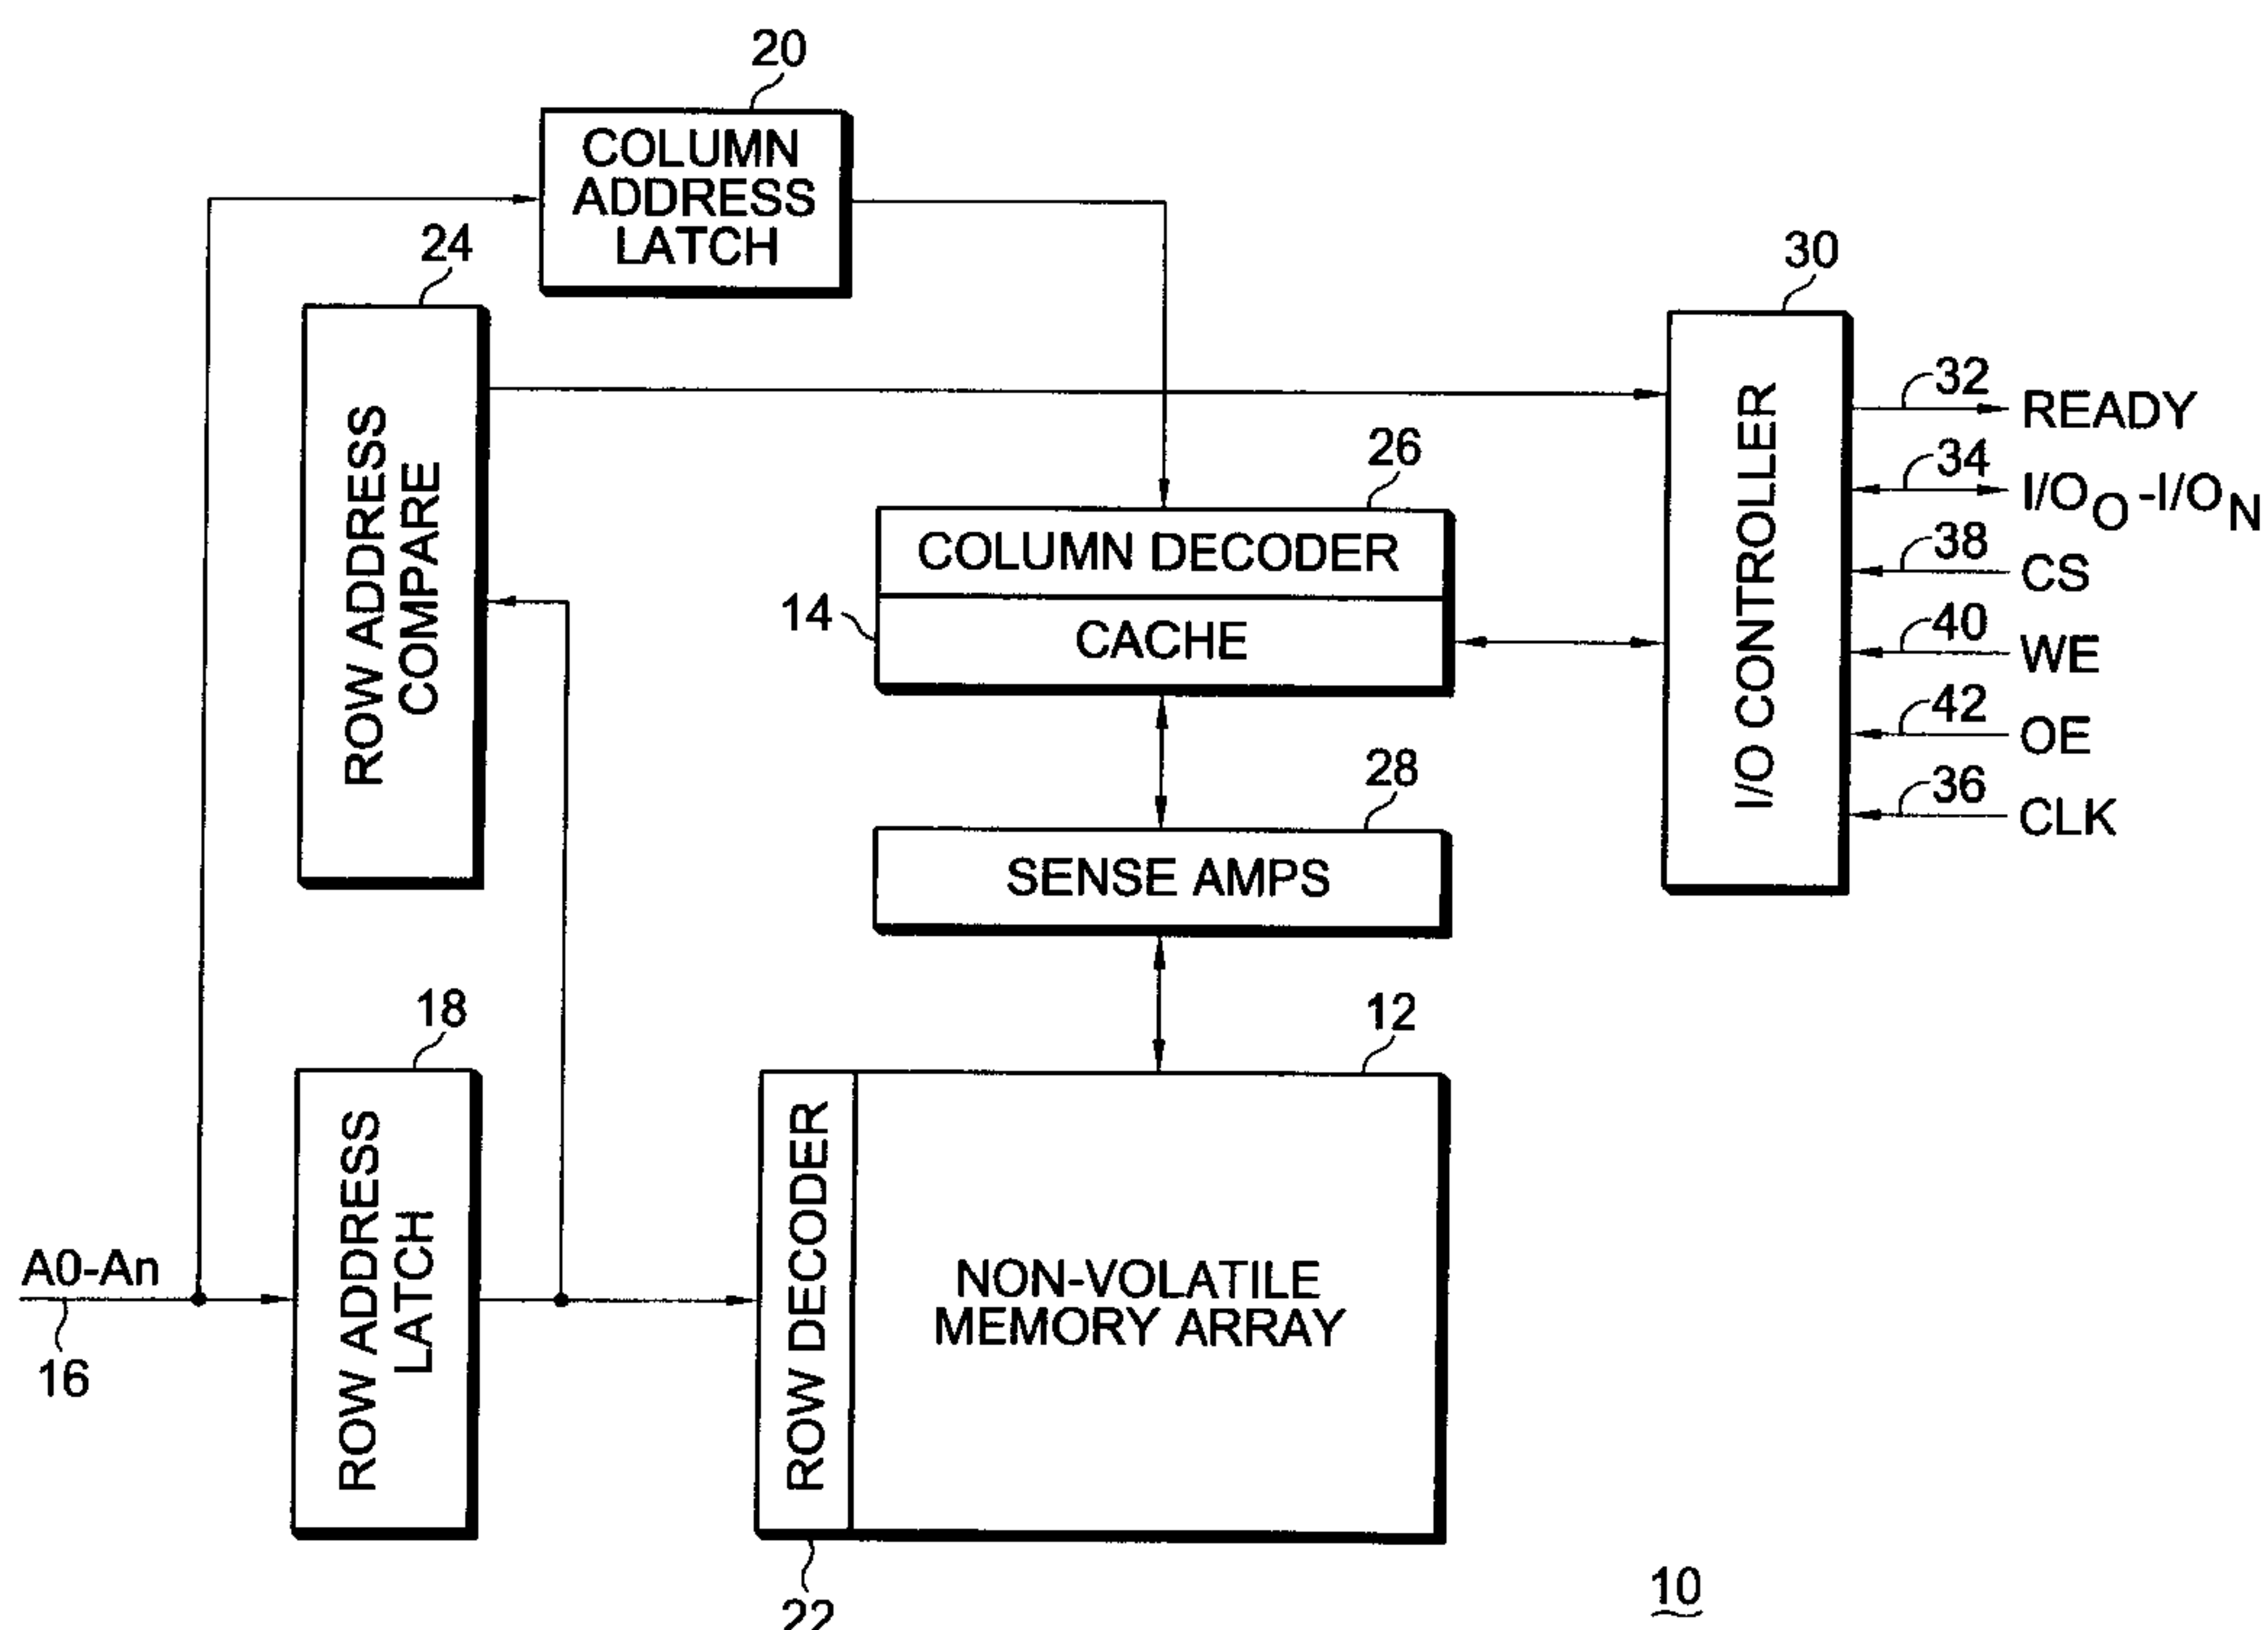 20
COLUMN
ADDRESS
LATCH
24
ROW ADDRESS
COMPARE
30
I/O CONTROLLER
32
READY
34
I/O_O-I/O_N
38
CS
40
WE
42
OE
36
CLK
26
COLUMN DECODER
14
CACHE
28
SENSE AMPS
18
ROW ADDRESS
LATCH
12
ROW DECODER
NON-VOLATILE
MEMORY ARRAY
A0-An
16
22
10